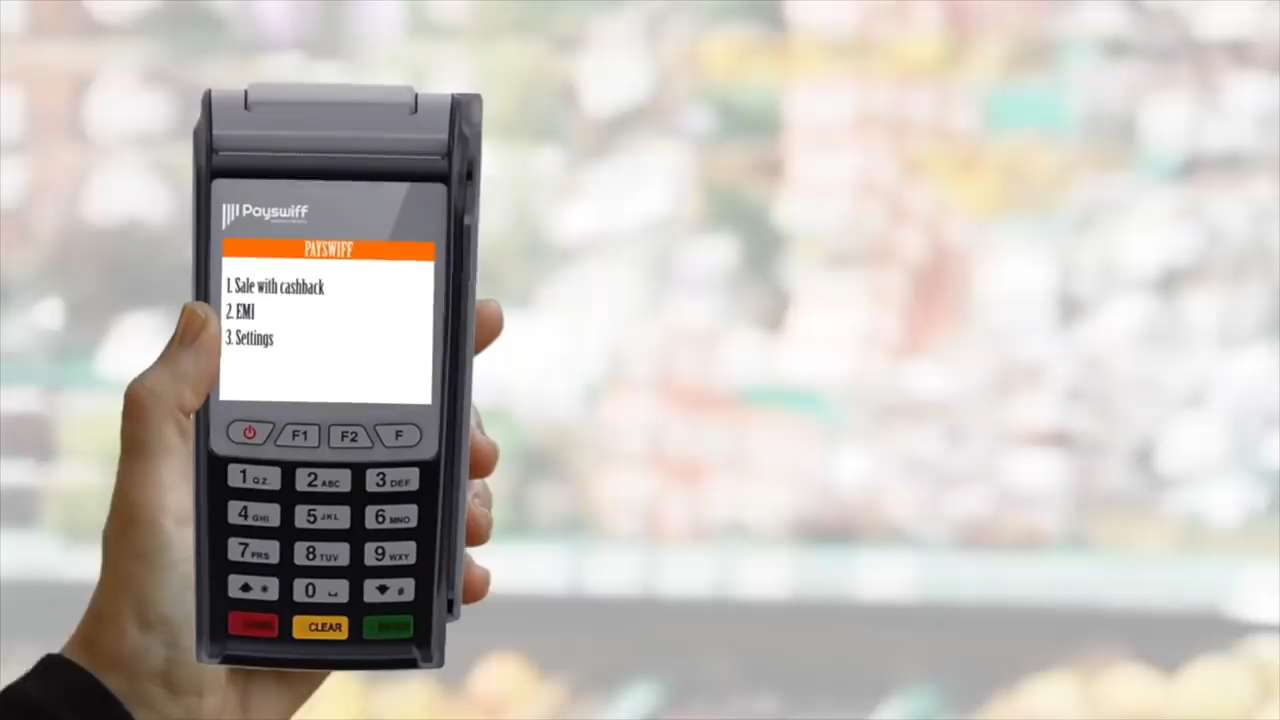 Payswiff
PAYSWIFF
1. Sale with cashback
2. EMI
3. Settings
F1 F2 F
1 QZ. 2 ABC 3 DEF
4 GHI 5 JKL 6 MNO
7 PRS 8 TUV 9 WXY
* 0 #
CLEAR